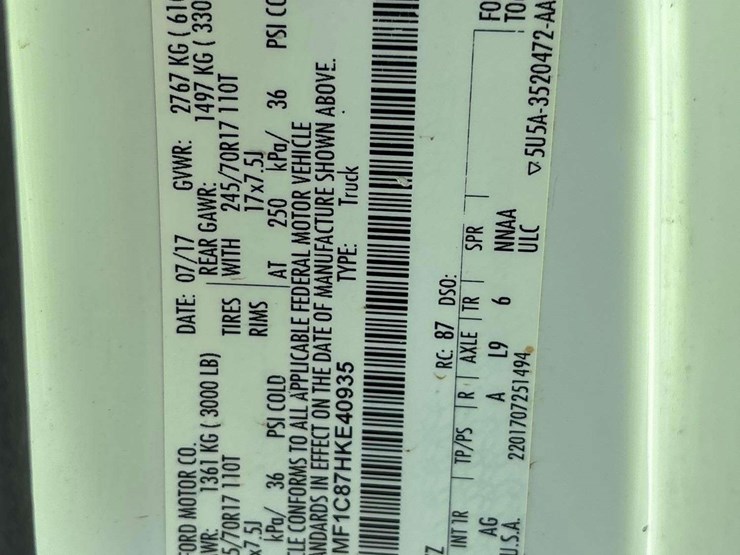 FORD MOTOR CO. DATE: 07/17 GVWR: 2767 KG ( 610
WR: 1361 KG ( 3000 LB) REAR GAWR: 1497 KG ( 330
5/70R17 110T TIRES WITH 245/70R17 110T
x7.5J RIMS 17x7.5J
kPa/ 36 PSI COLD AT 250 kPa/ 36 PSI CO
CLE CONFORMS TO ALL APPLICABLE FEDERAL MOTOR VEHICLE
ANDARDS IN EFFECT ON THE DATE OF MANUFACTURE SHOWN ABOVE.
MF1C87HKE40935 TYPE: Truck
Z RC: 87 DSO:
INT TR TP/PS R AXLE TR SPR FO
AG A L9 6 NNAA TO
U.S.A. 2201707251494 ULC
5U5A-3520472-AA